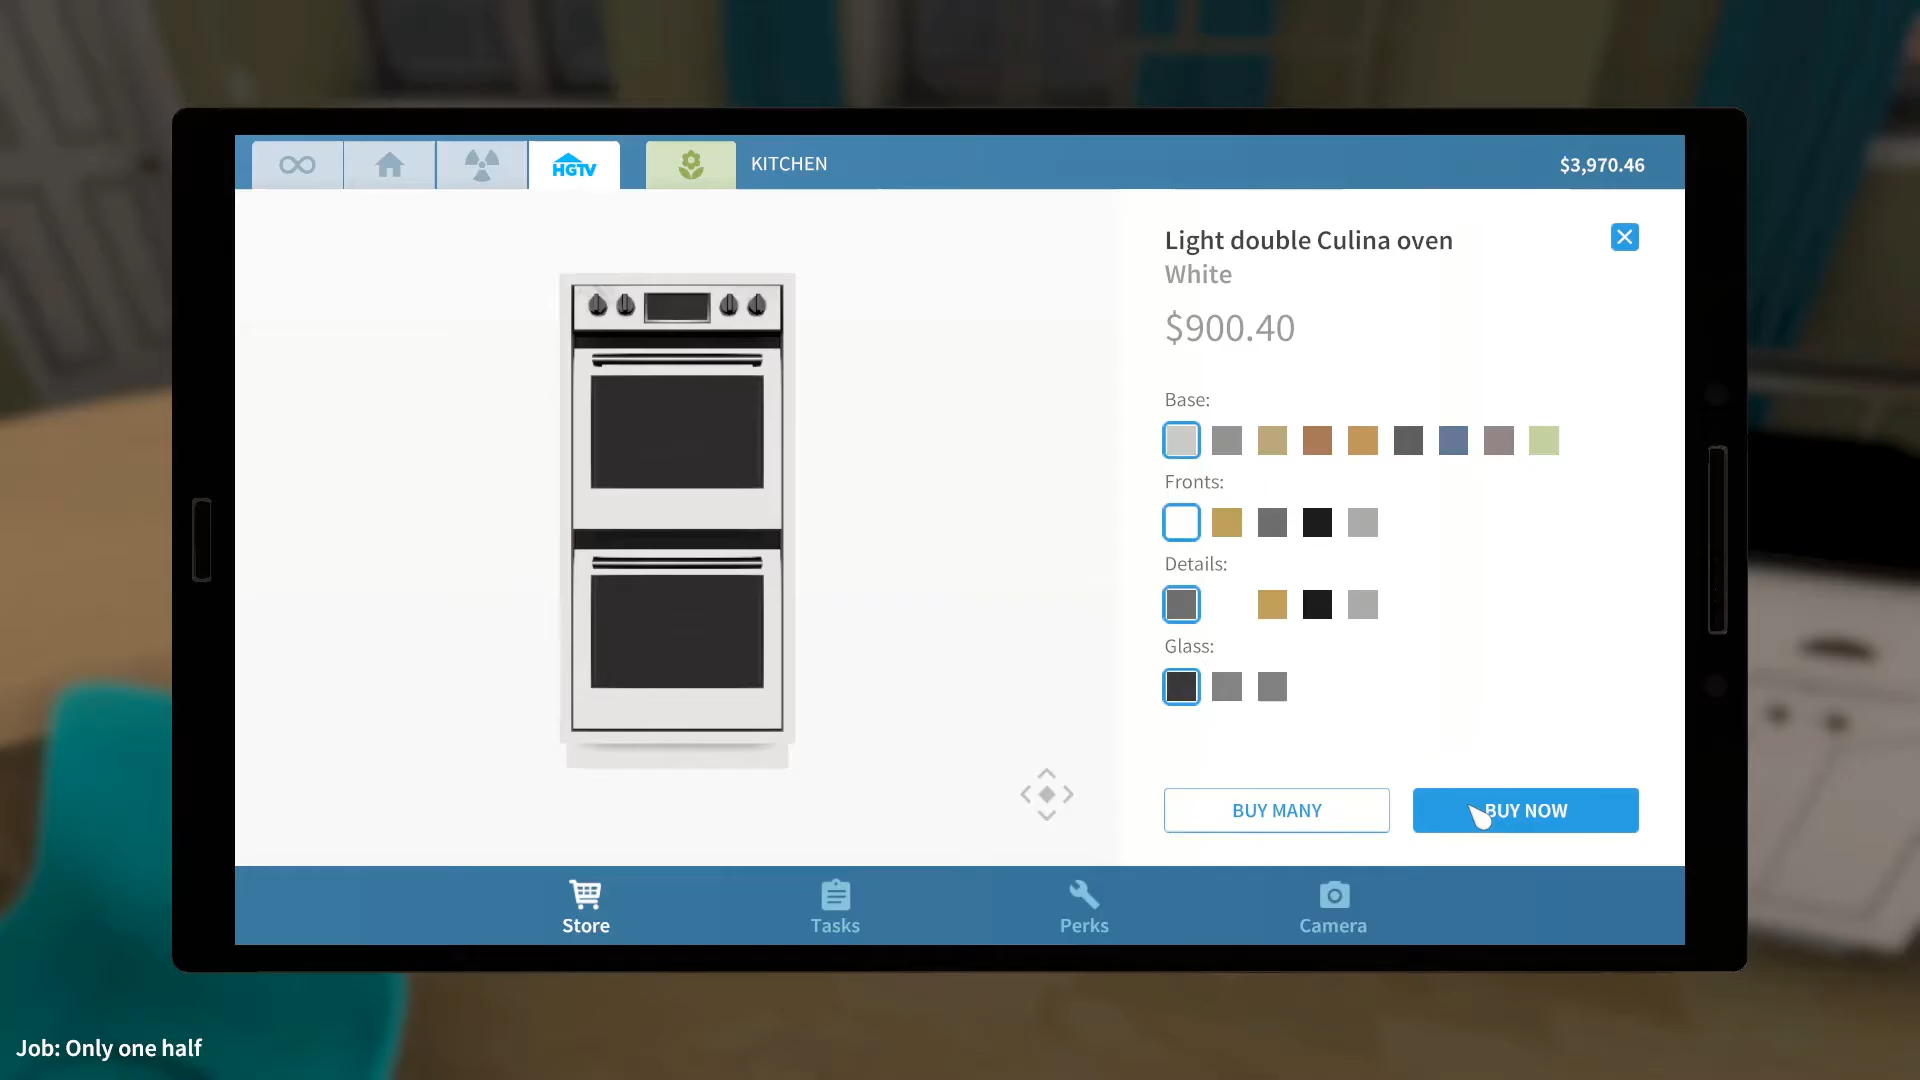 HGTV
KITCHEN
$3,970.46
Light double Culina oven
White
$900.40
Base:
Fronts:
Details:
Glass:
BUY MANY
BUY NOW
Store
Tasks
Perks
Camera
Job: Only one half